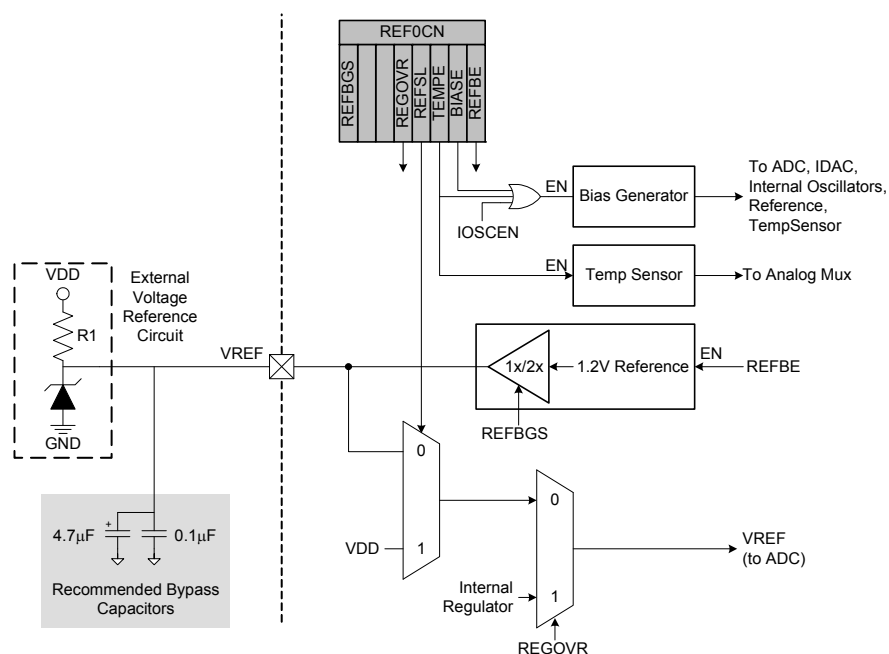 REF0CN
REFBGS
REGOVR
REFSL
TEMPE
BIASE
REFBE
EN
Bias Generator
To ADC, IDAC,
Internal Oscillators,
Reference,
TempSensor
IOSCEN
EN
Temp Sensor
To Analog Mux
VDD
R1
GND
External
Voltage
Reference
Circuit
VREF
1x/2x
1.2V Reference
EN
REFBE
REFBGS
0
VDD
1
0
Internal
Regulator
1
REGOVR
VREF
(to ADC)
4.7μF
+
0.1μF
Recommended Bypass
Capacitors